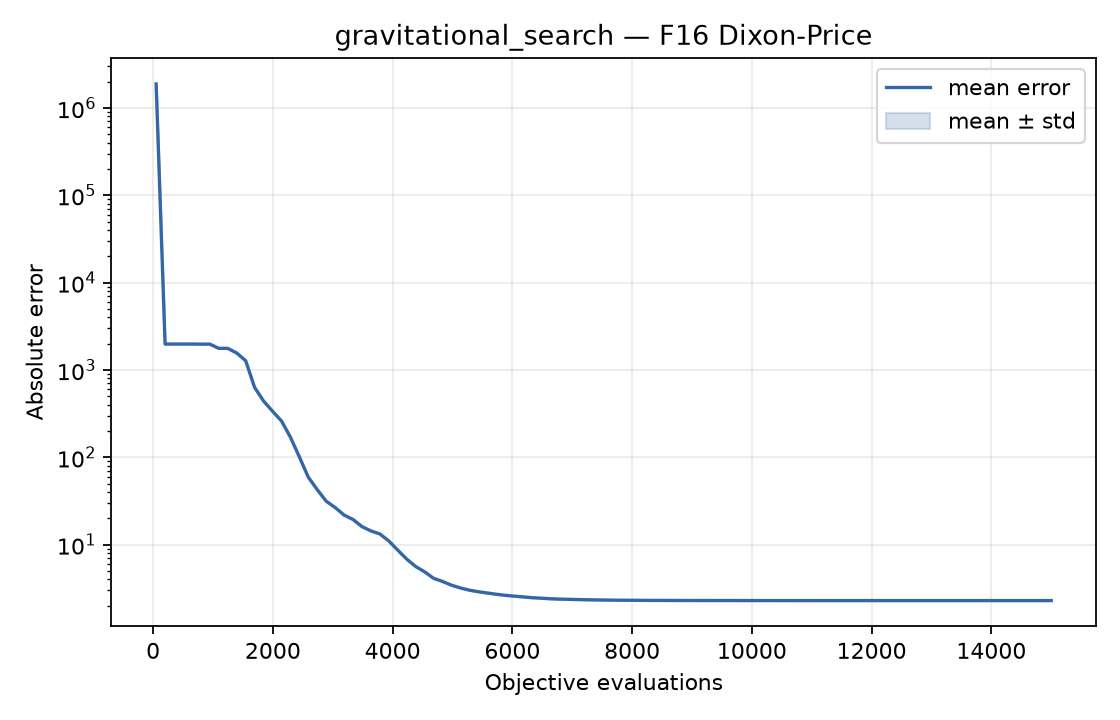 gravitational_search — F16 Dixon-Price
mean error
mean ± std
Absolute error
10⁶
10⁵
10⁴
10³
10²
10¹
0 2000 4000 6000 8000 10000 12000 14000
Objective evaluations